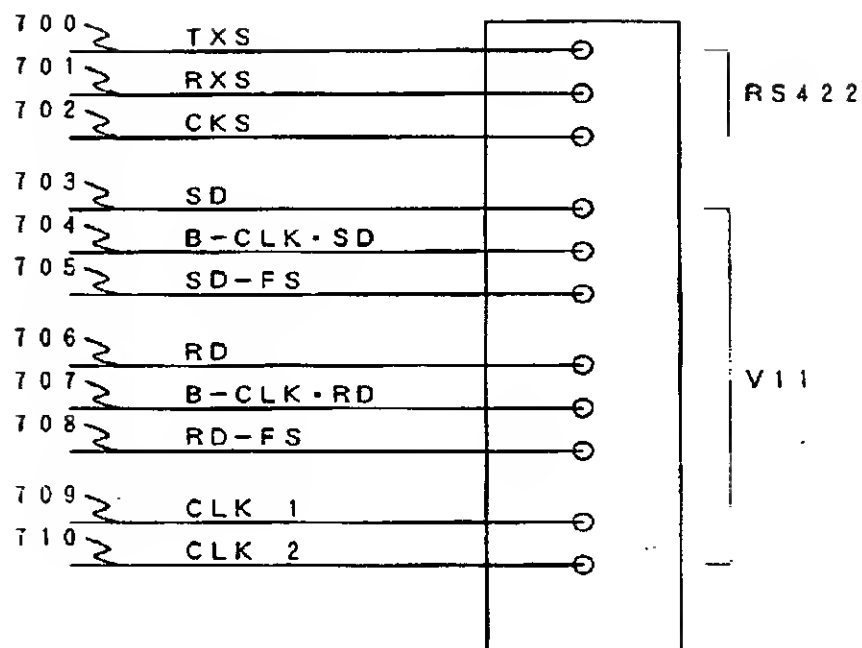 700
TXS
701
RXS
RS422
702
CKS
703
SD
704
B-CLK·SD
705
SD-FS
706
RD
707
B-CLK·RD
V11
708
RD-FS
709
CLK 1
710
CLK 2